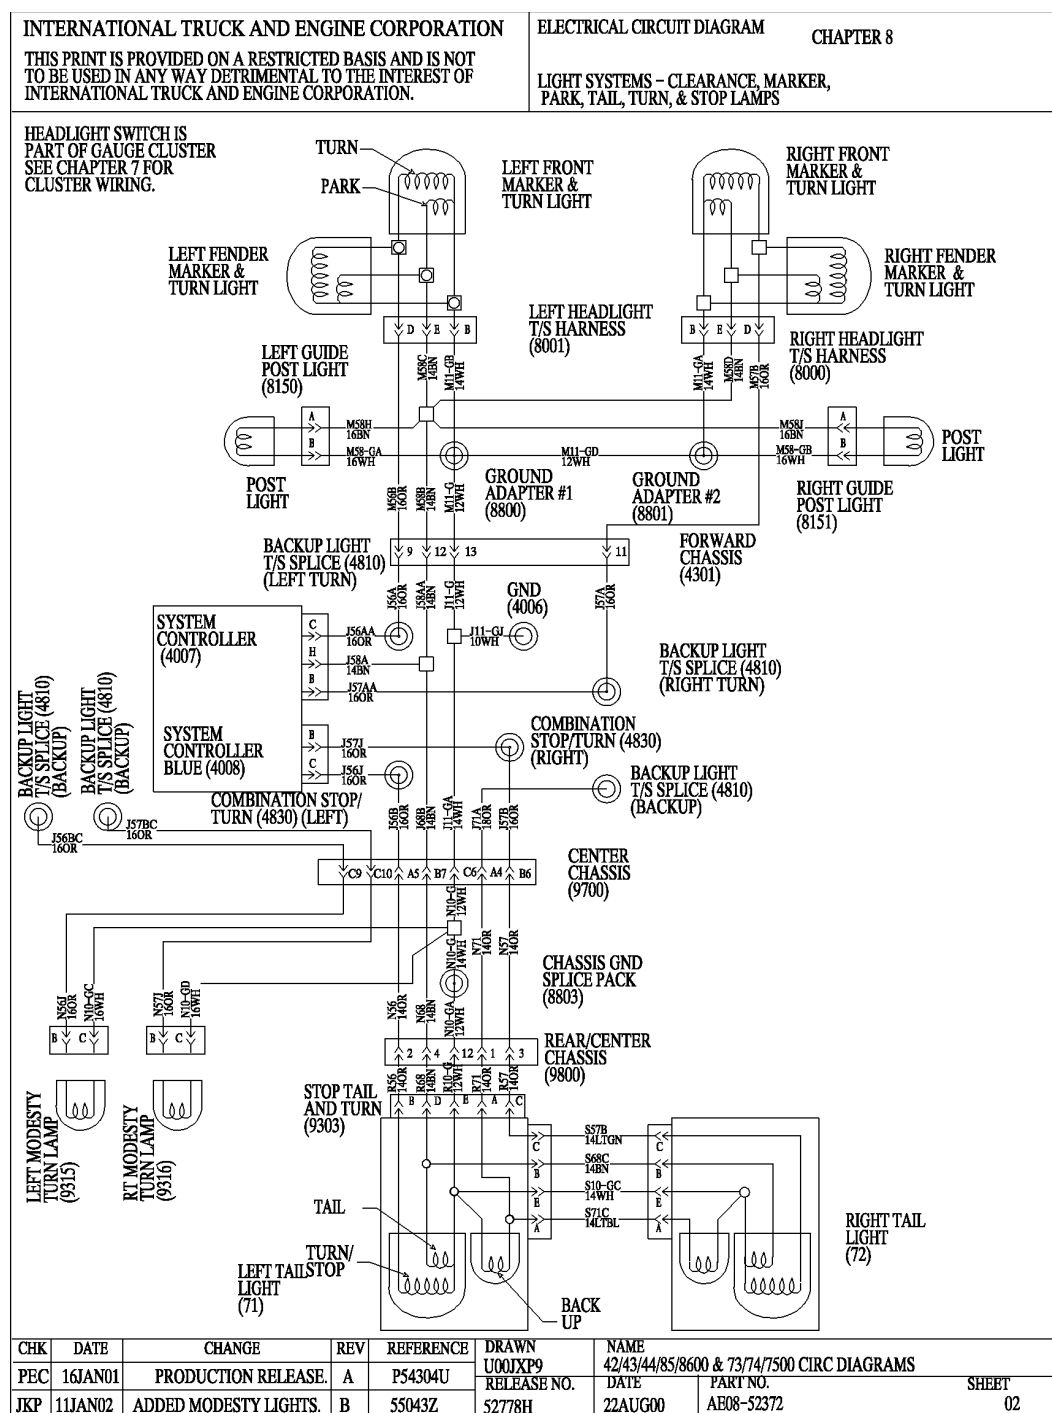 INTERNATIONAL TRUCK AND ENGINE CORPORATION
THIS PRINT IS PROVIDED ON A RESTRICTED BASIS AND IS NOT
TO BE USED IN ANY WAY DETRIMENTAL TO THE INTEREST OF
INTERNATIONAL TRUCK AND ENGINE CORPORATION.
ELECTRICAL CIRCUIT DIAGRAM
CHAPTER 8
LIGHT SYSTEMS - CLEARANCE, MARKER,
PARK, TAIL, TURN, & STOP LAMPS
HEADLIGHT SWITCH IS
PART OF GAUGE CLUSTER
SEE CHAPTER 7 FOR
CLUSTER WIRING.
TURN
PARK
LEFT FRONT
MARKER &
TURN LIGHT
RIGHT FRONT
MARKER &
TURN LIGHT
LEFT FENDER
MARKER &
TURN LIGHT
RIGHT FENDER
MARKER &
TURN LIGHT
D E B
LEFT HEADLIGHT
T/S HARNESS
(8001)
B E D
RIGHT HEADLIGHT
T/S HARNESS
(8000)
LEFT GUIDE
POST LIGHT
(8150)
M58C
14BN
M11-GB
14WH
M11-GA
14WH
M58D
14BN
M57B
16OR
A
B
M58H
16BN
M58-GA
16WH
M11-GD
12WH
M58J
16BN
M58-GB
16WH
A
B
POST
LIGHT
POST
LIGHT
GROUND
ADAPTER #1
(8800)
GROUND
ADAPTER #2
(8801)
RIGHT GUIDE
POST LIGHT
(8151)
M56B
16OR
M58B
14BN
M11-G
12WH
BACKUP LIGHT
T/S SPLICE (4810)
(LEFT TURN)
9 12 13 11
FORWARD
CHASSIS
(4301)
J56A
16OR
J58AA
14BN
J11-G
12WH
J57A
16OR
GND
(4006)
J11-GJ
10WH
SYSTEM
CONTROLLER
(4007)
C
H
B
J56AA
16OR
J58A
14BN
J57AA
16OR
BACKUP LIGHT
T/S SPLICE (4810)
(RIGHT TURN)
SYSTEM
CONTROLLER
BLUE (4008)
B
C
J57J
16OR
J56J
16OR
COMBINATION
STOP/TURN (4830)
(RIGHT)
BACKUP LIGHT
T/S SPLICE (4810)
(BACKUP)
BACKUP LIGHT
T/S SPLICE (4810)
(BACKUP)
BACKUP LIGHT
T/S SPLICE (4810)
(BACKUP)
COMBINATION STOP/
TURN (4830) (LEFT)
J56BC
16OR
J57BC
16OR
J56B
16OR
J68B
14BN
J11-GA
14WH
J71A
18OR
J57B
16OR
C9 C10 A5 B7 C6 A4 B6
CENTER
CHASSIS
(9700)
N10-G
12WH
N10-G
14WH
N71
14OR
N57
14OR
CHASSIS GND
SPLICE PACK
(8803)
N56J
16OR
N10-GC
16WH
N57J
16OR
N10-GD
16WH
N56
14OR
N68
14BN
N10-GA
12WH
B C
B C
2 4 12 1 3
REAR/CENTER
CHASSIS
(9800)
R56
14OR
R68
14BN
R10-G
12WH
R71
14OR
R57
14OR
STOP TAIL
AND TURN
(9303)
B D E A C
LEFT MODESTY
TURN LAMP
(9315)
RT MODESTY
TURN LAMP
(9316)
C
B
E
A
S57B
14LTGN
S68C
14BN
S10-GC
14WH
S71C
14LTBL
C
B
E
A
TAIL
TURN/
STOP
LEFT TAIL
LIGHT
(71)
BACK
UP
RIGHT TAIL
LIGHT
(72)
CHK DATE CHANGE REV REFERENCE
PEC 16JAN01 PRODUCTION RELEASE. A P54304U
JKP 11JAN02 ADDED MODESTY LIGHTS. B 55043Z
DRAWN
U00JXP9
RELEASE NO.
52778H
NAME
42/43/44/85/8600 & 73/74/7500 CIRC DIAGRAMS
DATE
22AUG00
PART NO.
AE08-52372
SHEET
02